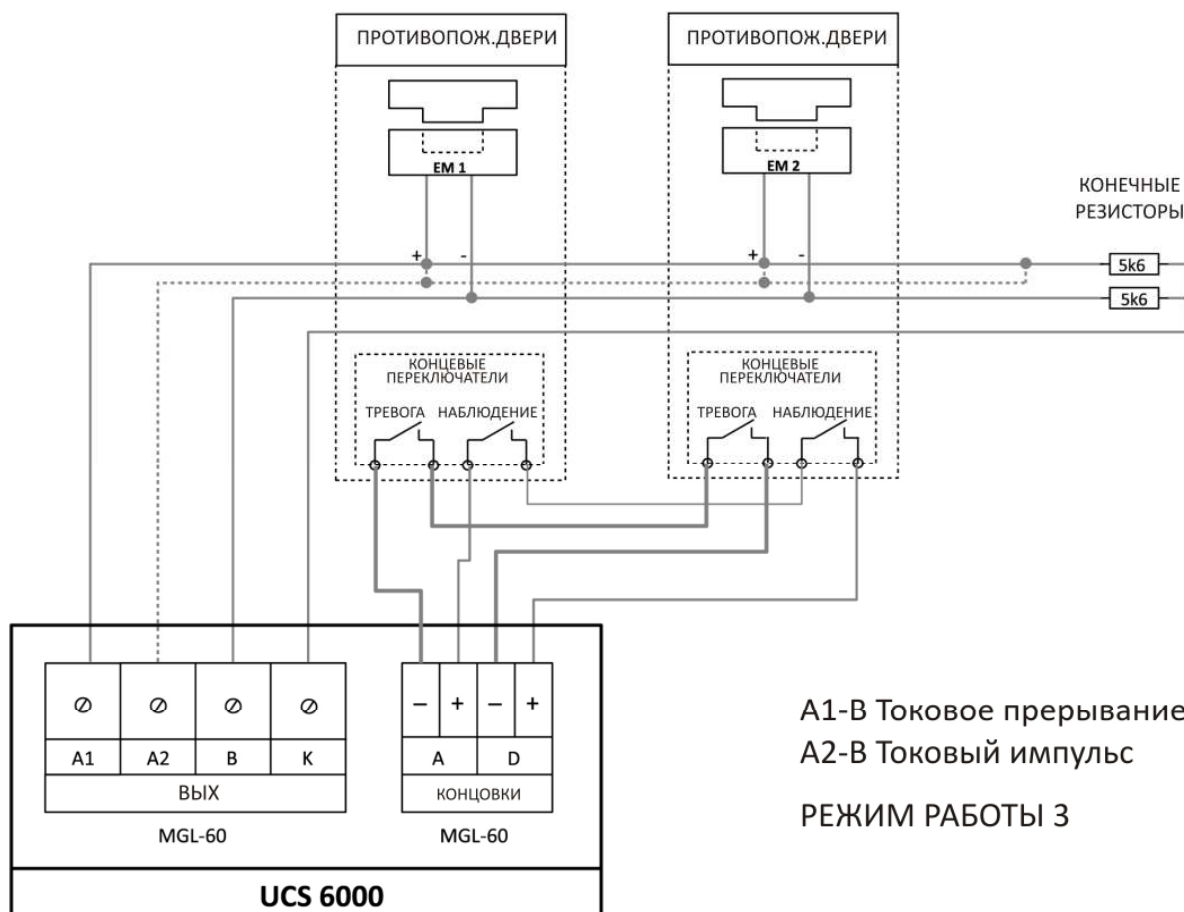 ПРОТИВОПОЖ.ДВЕРИ
ПРОТИВОПОЖ.ДВЕРИ
EM 1
EM 2
КОНЕЧНЫЕ
РЕЗИСТОРЫ
+ -
+ -
5k6
5k6
КОНЦЕВЫЕ
ПЕРЕКЛЮЧАТЕЛИ
ТРЕВОГА НАБЛЮДЕНИЕ
КОНЦЕВЫЕ
ПЕРЕКЛЮЧАТЕЛИ
ТРЕВОГА НАБЛЮДЕНИЕ
– + – +
A1 A2 B K
A D
ВЫХ
КОНЦОВКИ
MGL-60
MGL-60
UCS 6000
A1-B Токовое прерывание
A2-B Токовый импульс
РЕЖИМ РАБОТЫ 3